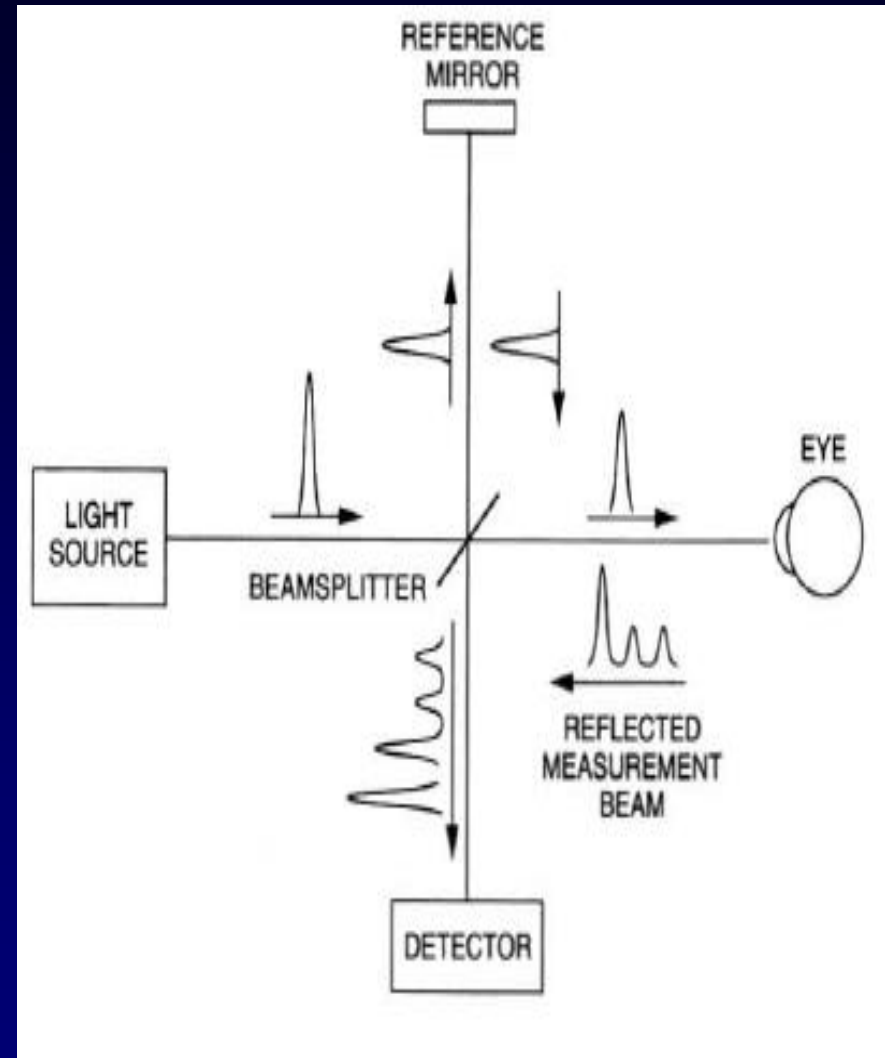 REFERENCE
MIRROR
EYE
LIGHT
SOURCE
BEAMSPLITTER
REFLECTED
MEASUREMENT
BEAM
DETECTOR